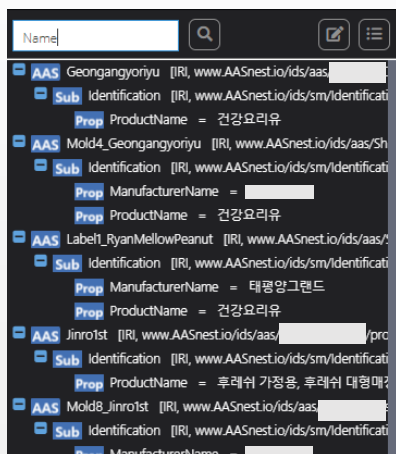 Name
AAS Geongangyoriyu [IRI, www.AASnest.io/ids/aas/
Sub Identification [IRI, www.AASnest.io/ids/sm/Identificati
Prop ProductName = 건강요리유
AAS Mold4_Geongangyoriyu [IRI, www.AASnest.io/ids/aas/Sh
Sub Identification [IRI, www.AASnest.io/ids/sm/Identificati
Prop ManufacturerName =
Prop ProductName = 건강요리유
AAS Label1_RyanMellowPeanut [IRI, www.AASnest.io/ids/aas/S
Sub Identification [IRI, www.AASnest.io/ids/sm/Identificati
Prop ManufacturerName = 태평양그랜드
Prop ProductName = 건강요리유
AAS Jinro1st [IRI, www.AASnest.io/ids/aas/ /pro
Sub Identification [IRI, www.AASnest.io/ids/sm/Identificati
Prop ProductName = 후레쉬 가정용, 후레쉬 대형매장
AAS Mold8_Jinro1st [IRI, www.AASnest.io/ids/aas/
Sub Identification [IRI, www.AASnest.io/ids/sm/Identificati
Prop ManufacturerName =